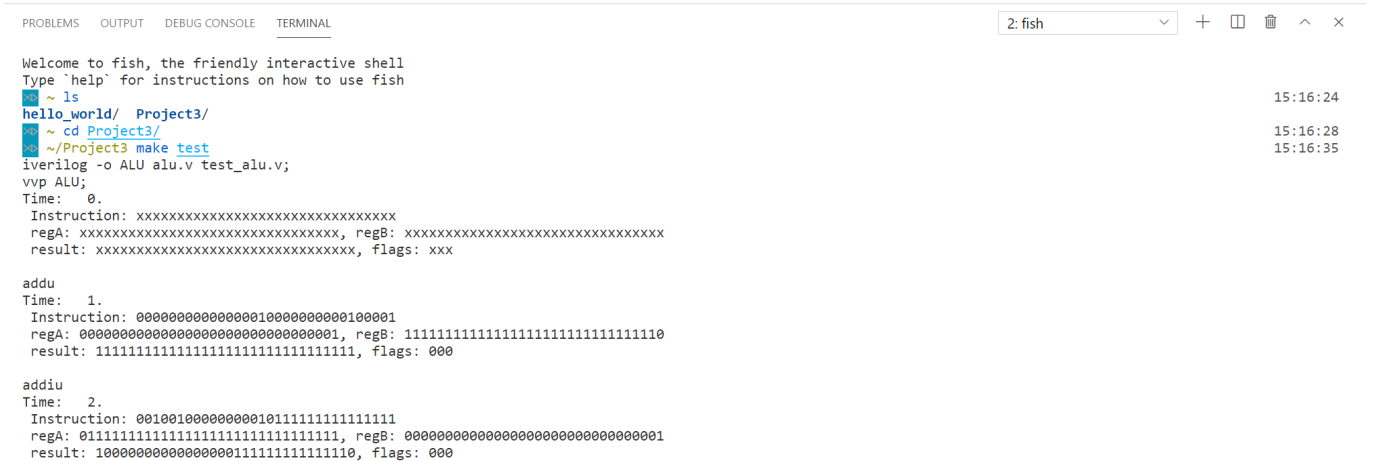 PROBLEMS OUTPUT DEBUG CONSOLE TERMINAL 2: fish
Welcome to fish, the friendly interactive shell
Type `help` for instructions on how to use fish
~ ls 15:16:24
hello_world/ Project3/
~ cd Project3/ 15:16:28
~/Project3 make test 15:16:35
iverilog -o ALU alu.v test_alu.v;
vvp ALU;
Time: 0.
Instruction: xxxxxxxxxxxxxxxxxxxxxxxxxxxxxxxx
regA: xxxxxxxxxxxxxxxxxxxxxxxxxxxxxxxx, regB: xxxxxxxxxxxxxxxxxxxxxxxxxxxxxxxx
result: xxxxxxxxxxxxxxxxxxxxxxxxxxxxxxxx, flags: xxx
addu
Time: 1.
Instruction: 00000000000000010000000000100001
regA: 00000000000000000000000000000001, regB: 11111111111111111111111111111110
result: 11111111111111111111111111111111, flags: 000
addiu
Time: 2.
Instruction: 00100100000000010111111111111111
regA: 01111111111111111111111111111111, regB: 00000000000000000000000000000001
result: 10000000000000000111111111111110, flags: 000